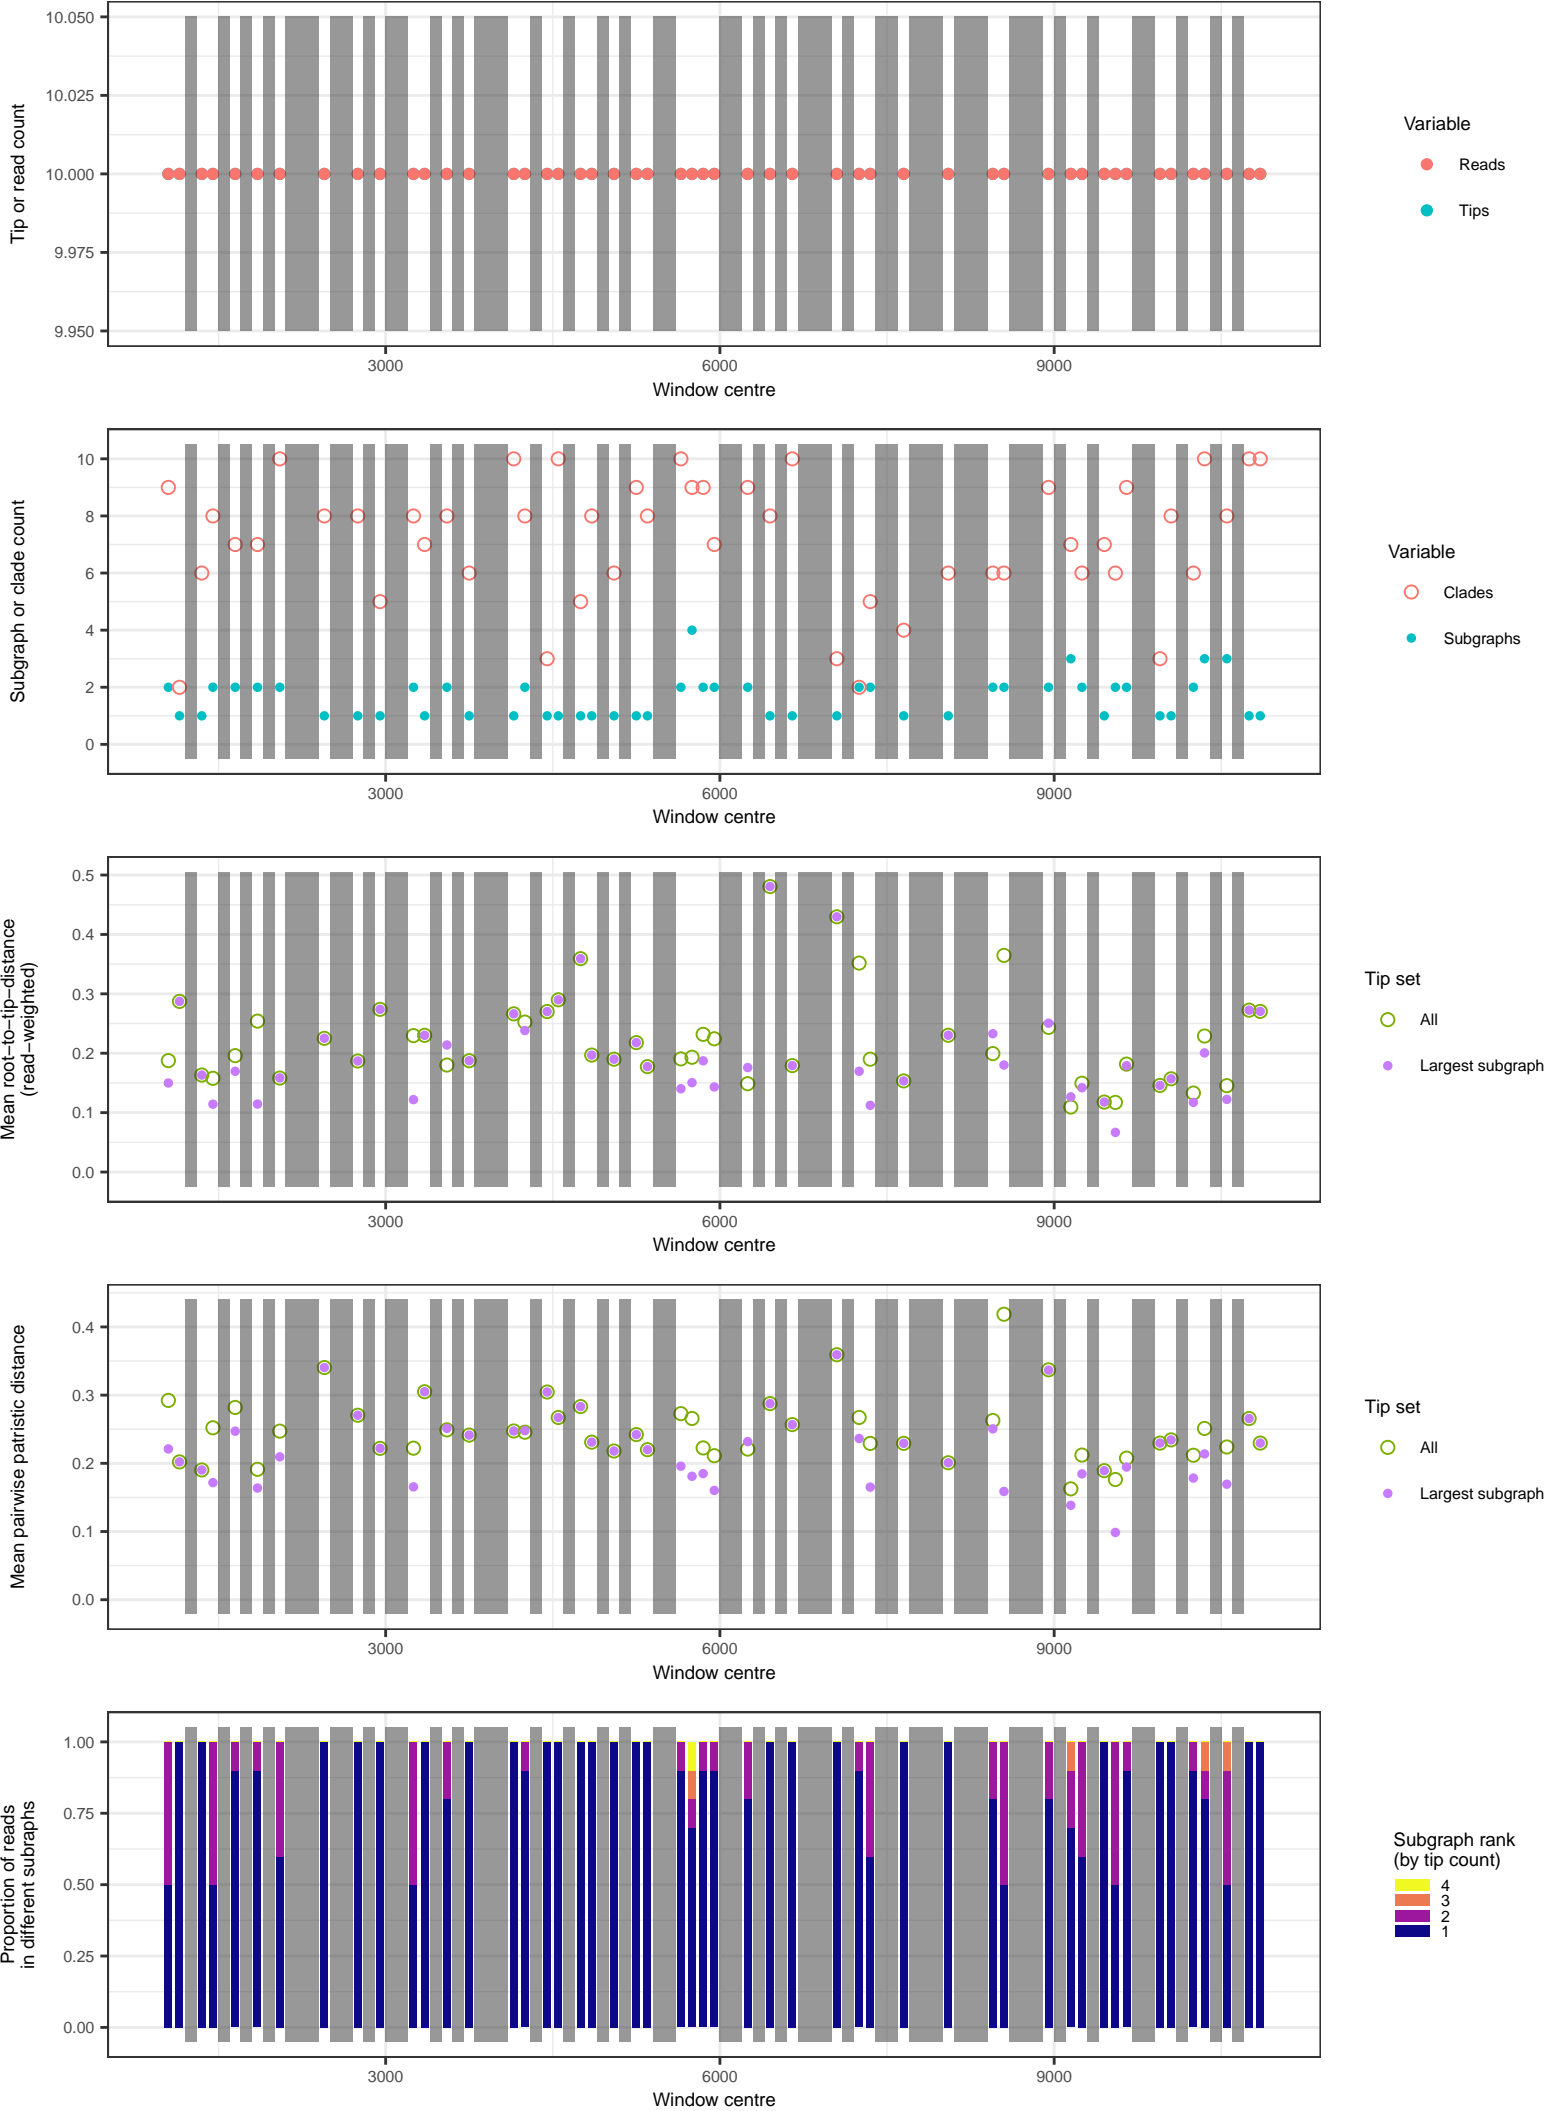 10.050
10.025
10.000
9.975
9.950
Tip or read count
3000 6000 9000
Window centre
Variable
Reads
Tips
10
8
6
4
2
0
Subgraph or clade count
3000 6000 9000
Window centre
Variable
Clades
Subgraphs
0.5
0.4
0.3
0.2
0.1
0.0
Mean root−to−tip−distance
(read−weighted)
3000 6000 9000
Window centre
Tip set
All
Largest subgraph
0.4
0.3
0.2
0.1
0.0
Mean pairwise patristic distance
3000 6000 9000
Window centre
Tip set
All
Largest subgraph
1.00
0.75
0.50
0.25
0.00
Proportion of reads
in different subraphs
3000 6000 9000
Window centre
Subgraph rank
(by tip count)
4
3
2
1